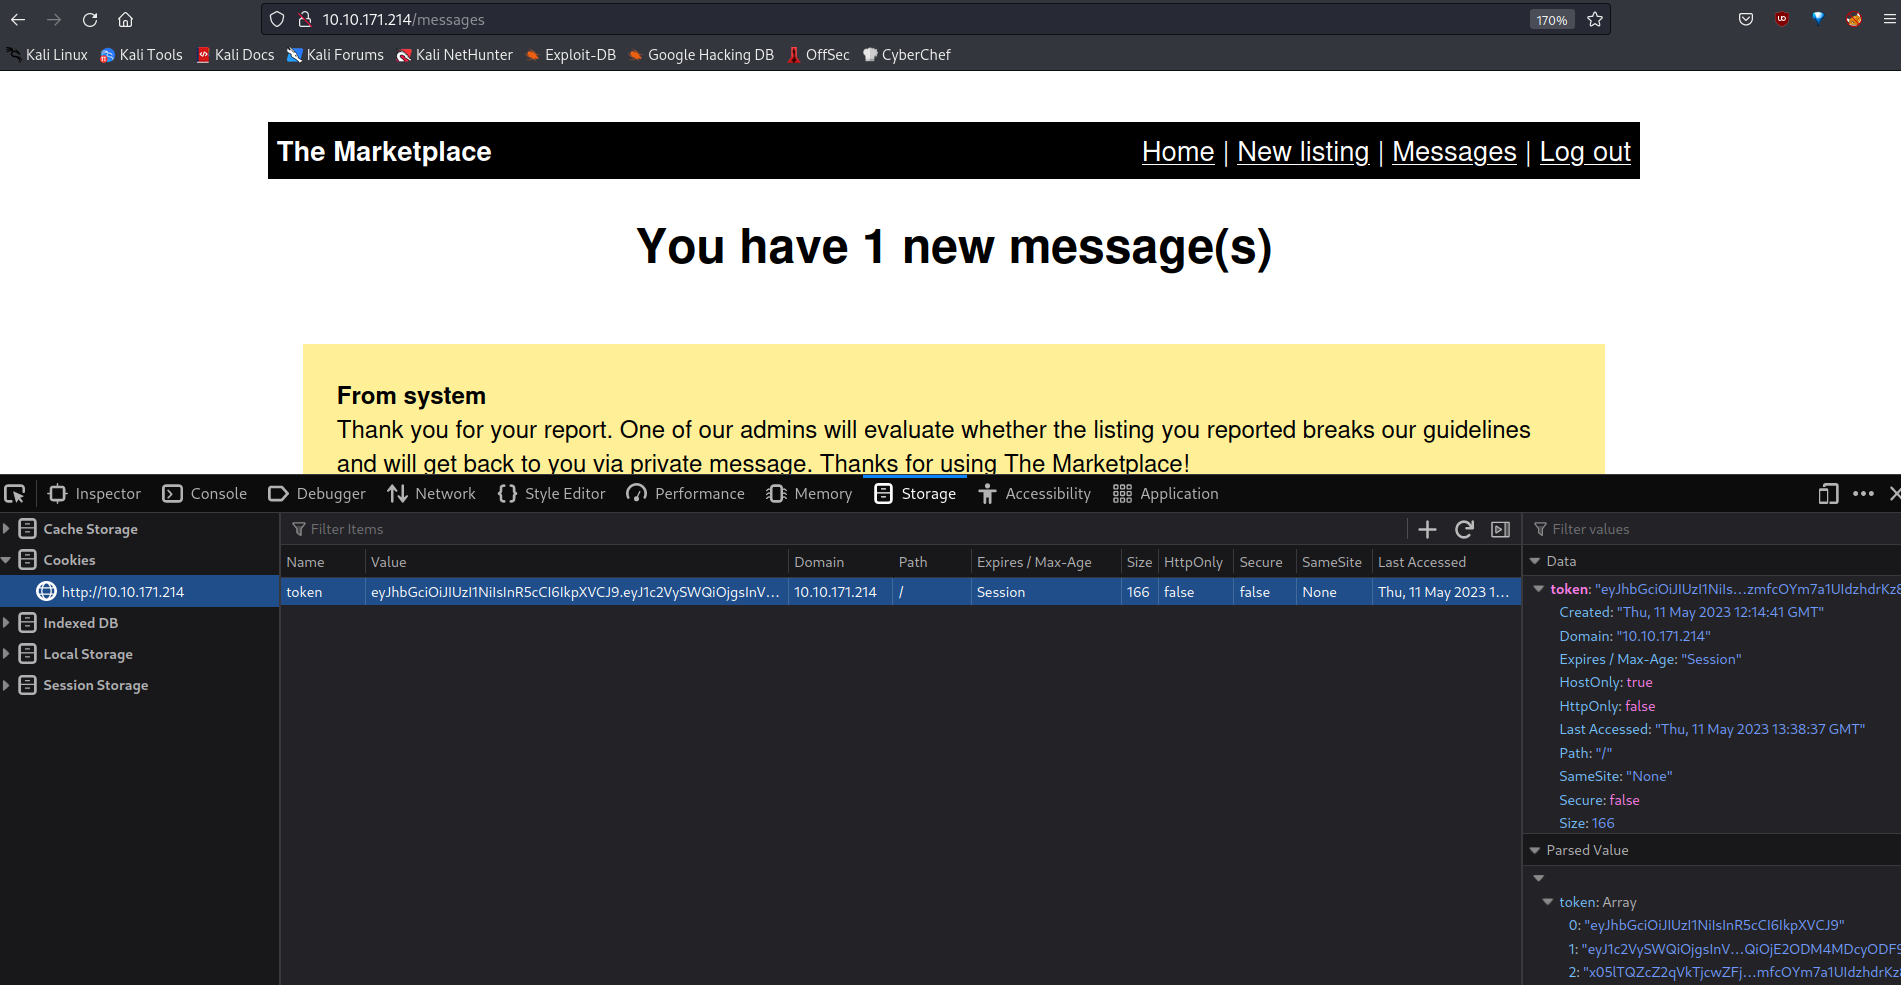 10.10.171.214/messages
170%
Kali Linux Kali Tools Kali Docs Kali Forums Kali NetHunter Exploit-DB Google Hacking DB OffSec CyberChef
The Marketplace Home | New listing | Messages | Log out
You have 1 new message(s)
From system
Thank you for your report. One of our admins will evaluate whether the listing you reported breaks our guidelines
and will get back to you via private message. Thanks for using The Marketplace!
Inspector Console Debugger Network Style Editor Performance Memory Storage Accessibility Application
Cache Storage
Cookies
http://10.10.171.214
Indexed DB
Local Storage
Session Storage
Filter Items
Name Value Domain Path Expires / Max-Age Size HttpOnly Secure SameSite Last Accessed
token eyJhbGciOiJIUzI1NiIsInR5cCI6IkpXVCJ9.eyJ1c2VySWQiOjgsInV... 10.10.171.214 / Session 166 false false None Thu, 11 May 2023 1...
Filter values
Data
token: "eyJhbGciOiJIUzI1NiIs...zmfcOYm7a1UIdzhdrKz
Created: "Thu, 11 May 2023 12:14:41 GMT"
Domain: "10.10.171.214"
Expires / Max-Age: "Session"
HostOnly: true
HttpOnly: false
Last Accessed: "Thu, 11 May 2023 13:38:37 GMT"
Path: "/"
SameSite: "None"
Secure: false
Size: 166
Parsed Value
token: Array
0: "eyJhbGciOiJIUzI1NiIsInR5cCI6IkpXVCJ9"
1: "eyJ1c2VySWQiOjgsInV...QiOjE2ODM4MDcyODF9
2: "x05lTQZcZ2qVkTjcwZFj...mfcOYm7a1UIdzhdrKz